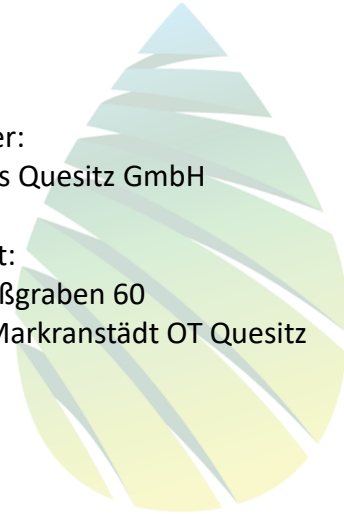 er:
s Quesitz GmbH
t:
ßgraben 60
Markranstädt OT Quesitz